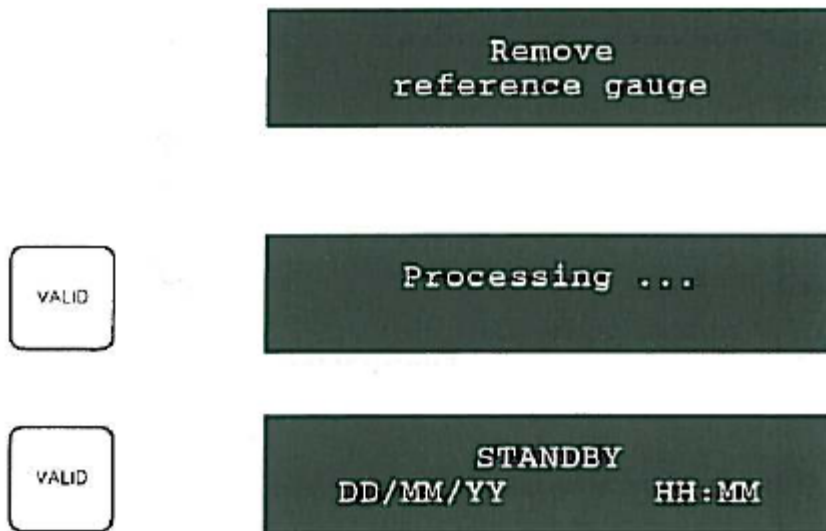 Remove
reference gauge
VALID
Processing ...
VALID
STANDBY
DD/MM/YY HH:MM